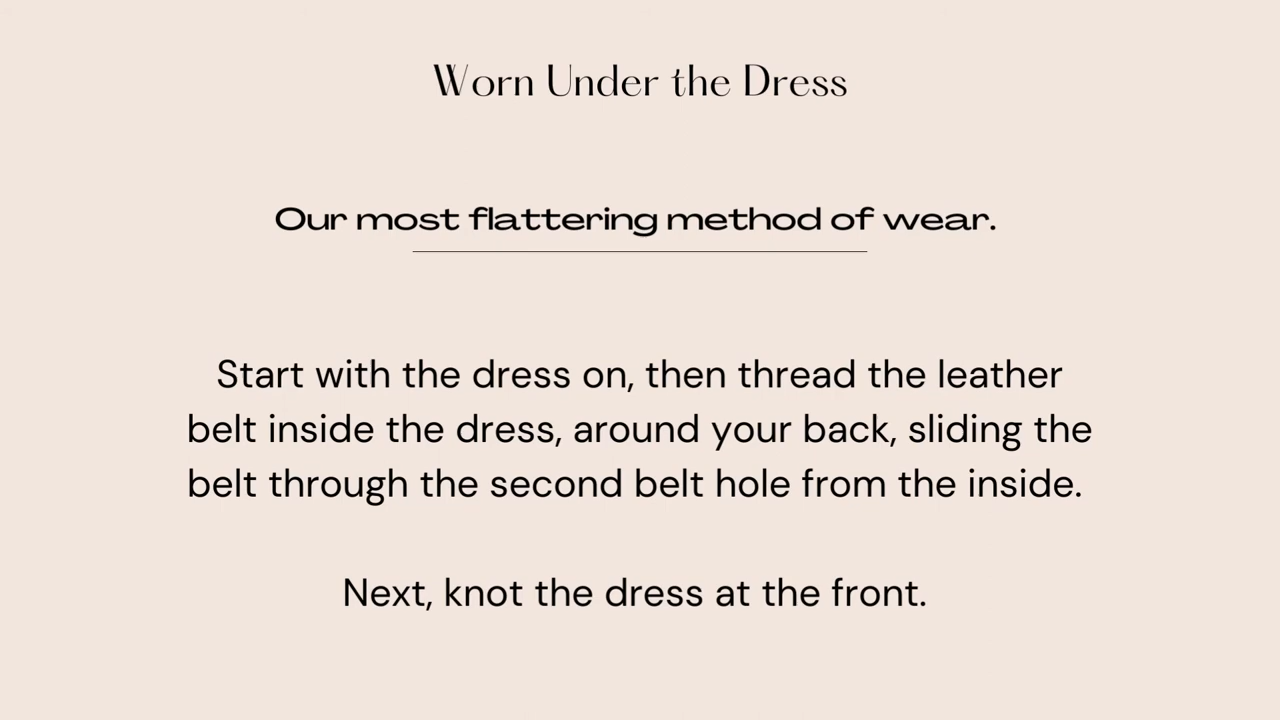 Worn Under the Dress
Our most flattering method of wear.
Start with the dress on, then thread the leather
belt inside the dress, around your back, sliding the
belt through the second belt hole from the inside.
Next, knot the dress at the front.